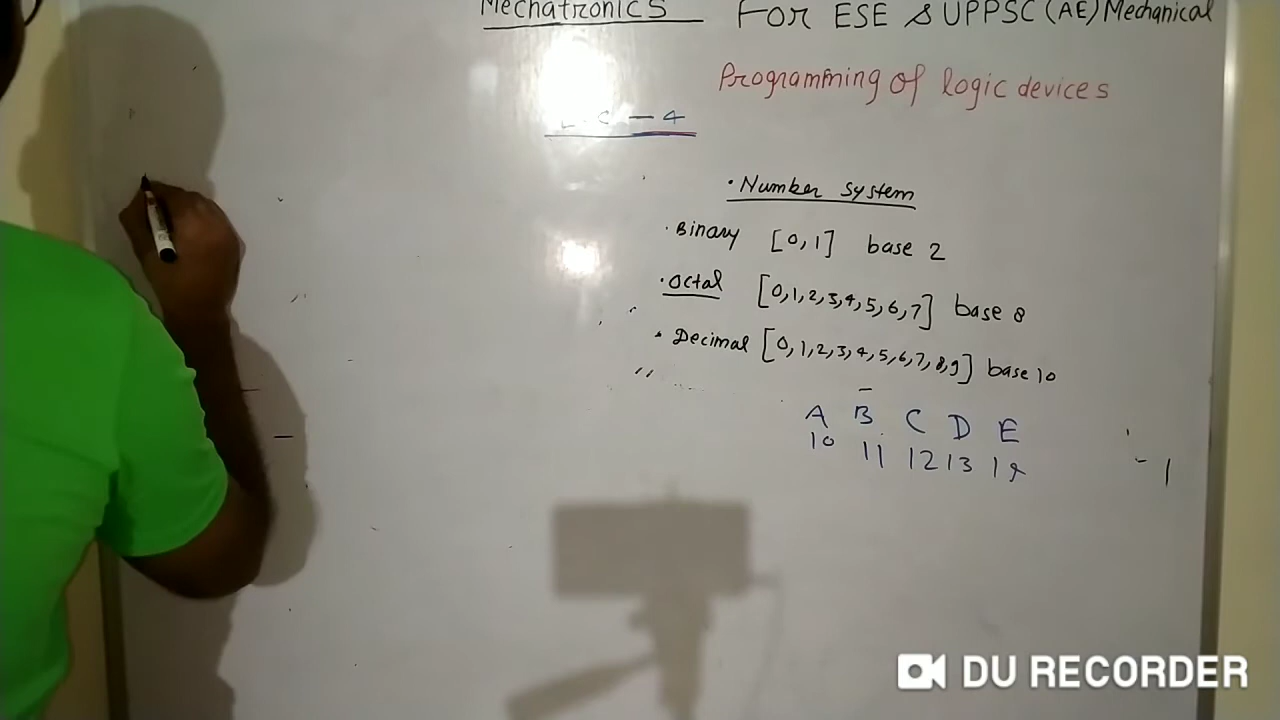 Mechatronics For ESE & UPPSC (AE) Mechanical
Programming of logic devices
- 4
• Number System
• Binary [0,1] base 2
• Octal [0,1,2,3,4,5,6,7] base 8
• Decimal [0,1,2,3,4,5,6,7,8,9] base 10
A B C D E
10 11 12 13 14
DU RECORDER